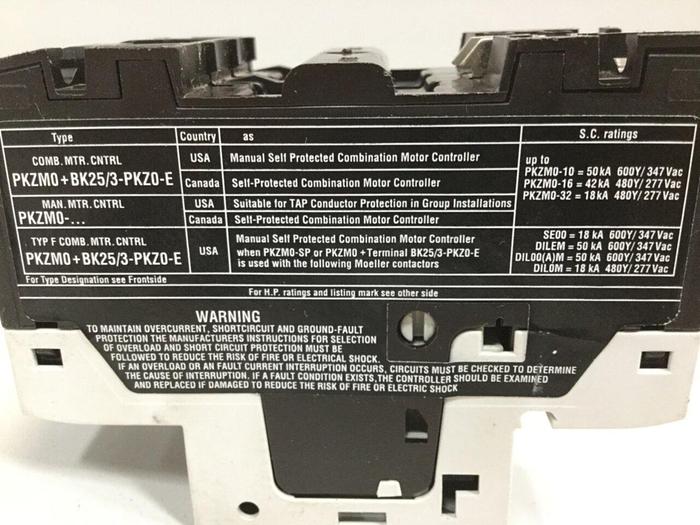 Type Country as S.C. ratings
COMB. MTR. CNTRL
PKZM0 + BK25/3-PKZ0-E
USA Manual Self Protected Combination Motor Controller
Canada Self-Protected Combination Motor Controller
up to
PKZM0-10 = 50 kA 600Y/ 347 Vac
PKZM0-16 = 42 kA 480Y/ 277 Vac
PKZM0-32 = 18 kA 480Y/ 277 Vac
MAN. MTR. CNTRL
PKZM0-...
USA Suitable for TAP Conductor Protection in Group Installations
Canada Self-Protected Combination Motor Controller
TYP F COMB. MTR. CNTRL
PKZM0 + BK25/3-PKZ0-E
USA
Manual Self Protected Combination Motor Controller
when PKZM0-SP or PKZM0 + Terminal BK25/3-PKZ0-E
is used with the following Moeller contactors
SE00 = 18 kA 600Y/ 347 Vac
DILEM = 50 kA 600Y/ 347 Vac
DIL00(A)M = 50 kA 600Y/ 347 Vac
DIL0M = 18 kA 480Y/ 277 Vac
For Type Designation see Frontside
For H.P. ratings and listing mark see other side
WARNING
TO MAINTAIN OVERCURRENT, SHORTCIRCUIT AND GROUND-FAULT
PROTECTION THE MANUFACTURERS INSTRUCTIONS FOR SELECTION
OF OVERLOAD AND SHORT CIRCUIT PROTECTION MUST BE
FOLLOWED TO REDUCE THE RISK OF FIRE OR ELECTRICAL SHOCK.
IF AN OVERLOAD OR AN FAULT CURRENT INTERRUPTION OCCURS, CIRCUITS MUST BE CHECKED TO DETERMINE
THE CAUSE OF INTERRUPTION. IF A FAULT CONDITION EXISTS, THE CONTROLLER SHOULD BE EXAMINED
AND REPLACED IF DAMAGED TO REDUCE THE RISK OF FIRE OR ELECTRIC SHOCK